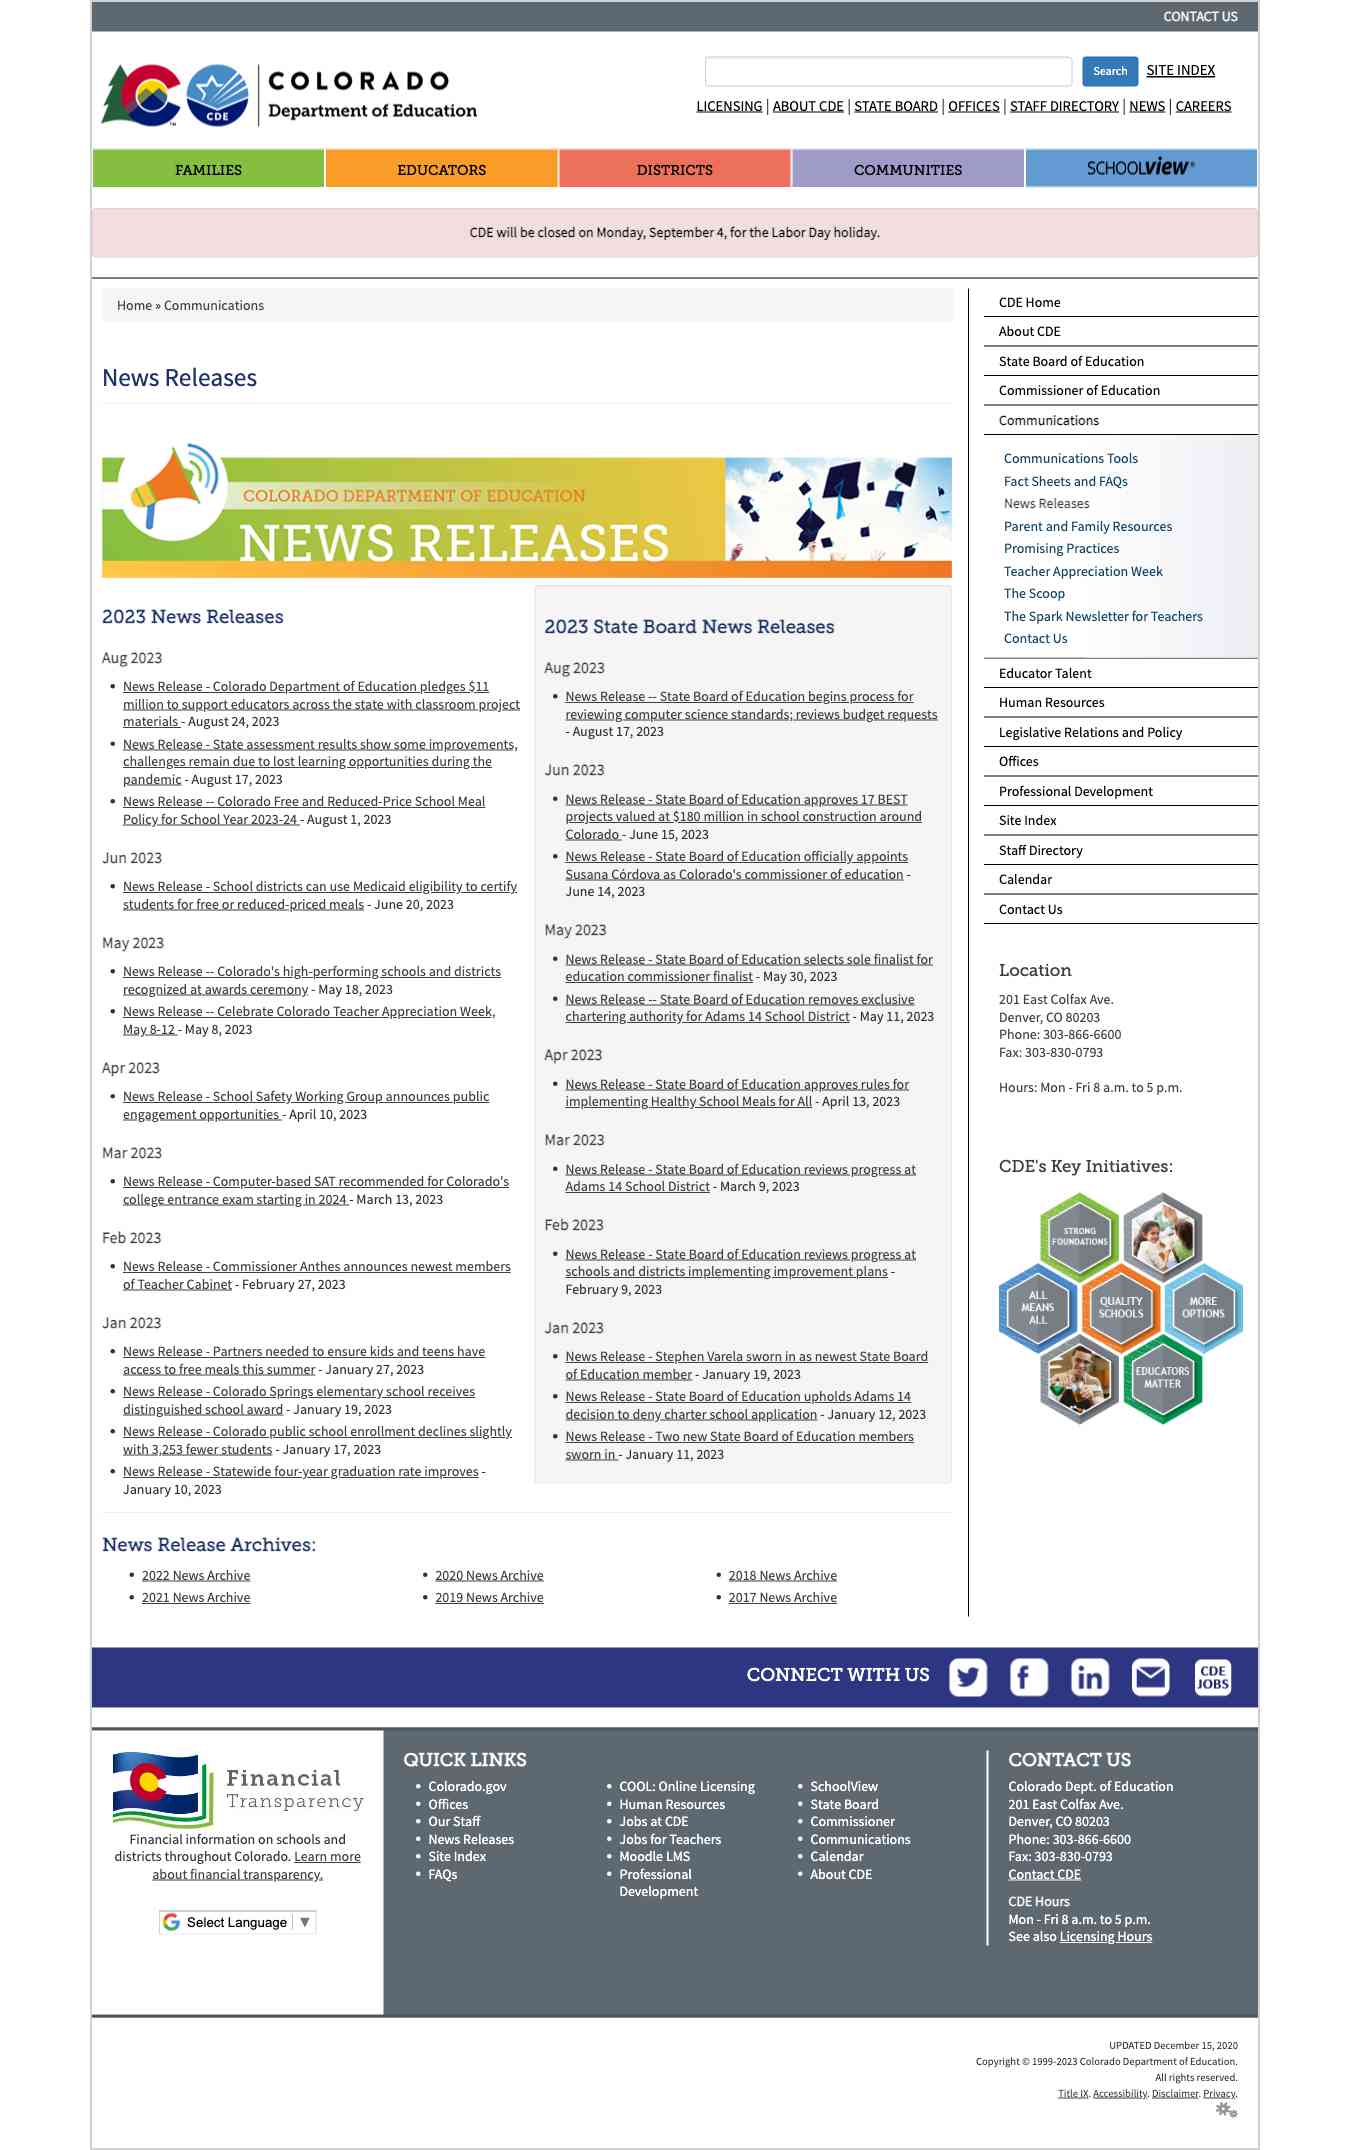 CONTACT US
CDE
COLORADO
Department of Education
Search
SITE INDEX
LICENSING | ABOUT CDE | STATE BOARD | OFFICES | STAFF DIRECTORY | NEWS | CAREERS
FAMILIES
EDUCATORS
DISTRICTS
COMMUNITIES
SCHOOLview®
CDE will be closed on Monday, September 4, for the Labor Day holiday.
Home » Communications
News Releases
COLORADO DEPARTMENT OF EDUCATION
NEWS RELEASES
2023 News Releases
Aug 2023
• News Release - Colorado Department of Education pledges $11
million to support educators across the state with classroom project
materials - August 24, 2023
• News Release - State assessment results show some improvements,
challenges remain due to lost learning opportunities during the
pandemic - August 17, 2023
• News Release -- Colorado Free and Reduced-Price School Meal
Policy for School Year 2023-24 - August 1, 2023
Jun 2023
• News Release - School districts can use Medicaid eligibility to certify
students for free or reduced-priced meals - June 20, 2023
May 2023
• News Release -- Colorado's high-performing schools and districts
recognized at awards ceremony - May 18, 2023
• News Release -- Celebrate Colorado Teacher Appreciation Week,
May 8-12 - May 8, 2023
Apr 2023
• News Release - School Safety Working Group announces public
engagement opportunities - April 10, 2023
Mar 2023
• News Release - Computer-based SAT recommended for Colorado's
college entrance exam starting in 2024 - March 13, 2023
Feb 2023
• News Release - Commissioner Anthes announces newest members
of Teacher Cabinet - February 27, 2023
Jan 2023
• News Release - Partners needed to ensure kids and teens have
access to free meals this summer - January 27, 2023
• News Release - Colorado Springs elementary school receives
distinguished school award - January 19, 2023
• News Release - Colorado public school enrollment declines slightly
with 3,253 fewer students - January 17, 2023
• News Release - Statewide four-year graduation rate improves -
January 10, 2023
2023 State Board News Releases
Aug 2023
• News Release -- State Board of Education begins process for
reviewing computer science standards; reviews budget requests
- August 17, 2023
Jun 2023
• News Release - State Board of Education approves 17 BEST
projects valued at $180 million in school construction around
Colorado - June 15, 2023
• News Release - State Board of Education officially appoints
Susana Córdova as Colorado's commissioner of education -
June 14, 2023
May 2023
• News Release - State Board of Education selects sole finalist for
education commissioner finalist - May 30, 2023
• News Release -- State Board of Education removes exclusive
chartering authority for Adams 14 School District - May 11, 2023
Apr 2023
• News Release - State Board of Education approves rules for
implementing Healthy School Meals for All - April 13, 2023
Mar 2023
• News Release - State Board of Education reviews progress at
Adams 14 School District - March 9, 2023
Feb 2023
• News Release - State Board of Education reviews progress at
schools and districts implementing improvement plans -
February 9, 2023
Jan 2023
• News Release - Stephen Varela sworn in as newest State Board
of Education member - January 19, 2023
• News Release - State Board of Education upholds Adams 14
decision to deny charter school application - January 12, 2023
• News Release - Two new State Board of Education members
sworn in - January 11, 2023
News Release Archives:
• 2022 News Archive
• 2021 News Archive
• 2020 News Archive
• 2019 News Archive
• 2018 News Archive
• 2017 News Archive
CDE Home
About CDE
State Board of Education
Commissioner of Education
Communications
Communications Tools
Fact Sheets and FAQs
News Releases
Parent and Family Resources
Promising Practices
Teacher Appreciation Week
The Scoop
The Spark Newsletter for Teachers
Contact Us
Educator Talent
Human Resources
Legislative Relations and Policy
Offices
Professional Development
Site Index
Staff Directory
Calendar
Contact Us
Location
201 East Colfax Ave.
Denver, CO 80203
Phone: 303-866-6600
Fax: 303-830-0793
Hours: Mon - Fri 8 a.m. to 5 p.m.
CDE's Key Initiatives:
STRONG
FOUNDATIONS
ALL
MEANS
ALL
QUALITY
SCHOOLS
MORE
OPTIONS
EDUCATORS
MATTER
CONNECT WITH US
CDE
JOBS
Financial
Transparency
Financial information on schools and
districts throughout Colorado. Learn more
about financial transparency.
Select Language ▼
QUICK LINKS
• Colorado.gov
• Offices
• Our Staff
• News Releases
• Site Index
• FAQs
• COOL: Online Licensing
• Human Resources
• Jobs at CDE
• Jobs for Teachers
• Moodle LMS
• Professional
Development
• SchoolView
• State Board
• Commissioner
• Communications
• Calendar
• About CDE
CONTACT US
Colorado Dept. of Education
201 East Colfax Ave.
Denver, CO 80203
Phone: 303-866-6600
Fax: 303-830-0793
Contact CDE
CDE Hours
Mon - Fri 8 a.m. to 5 p.m.
See also Licensing Hours
UPDATED December 15, 2020
Copyright © 1999-2023 Colorado Department of Education.
All rights reserved.
Title IX. Accessibility. Disclaimer. Privacy.